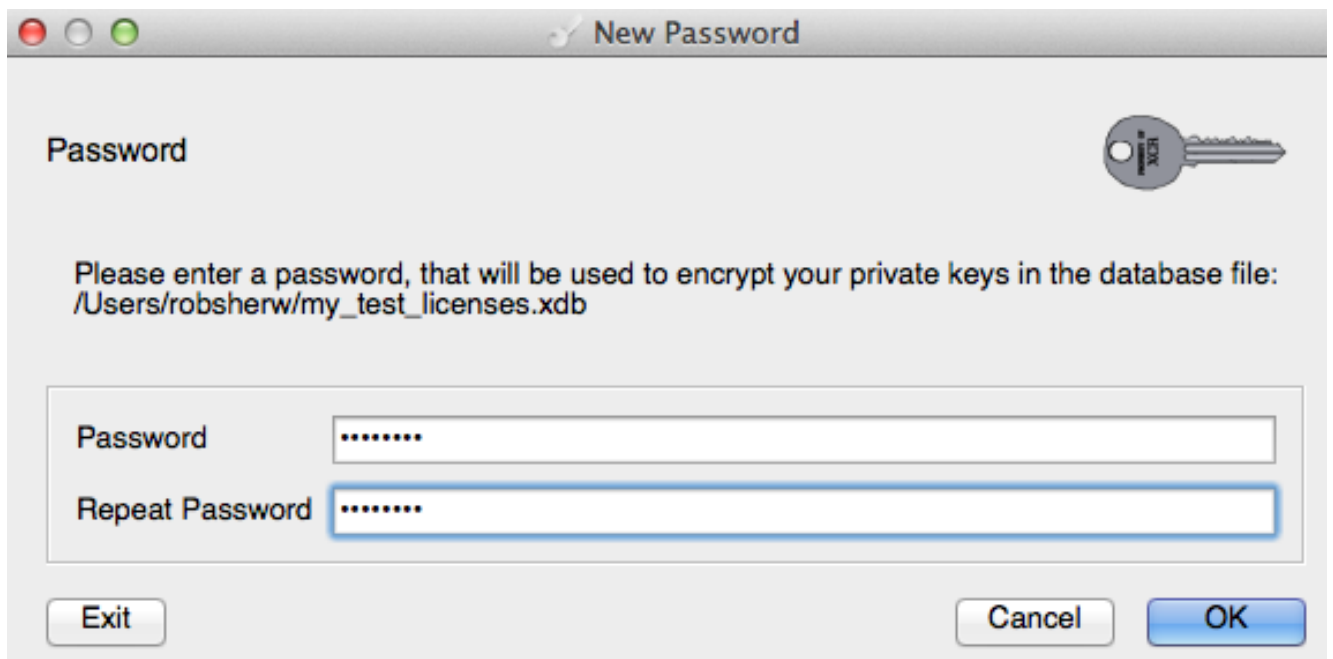 New Password
Password
Please enter a password, that will be used to encrypt your private keys in the database file:
/Users/robsherw/my_test_licenses.xdb
Password ••••••••
Repeat Password ••••••••
Exit Cancel OK